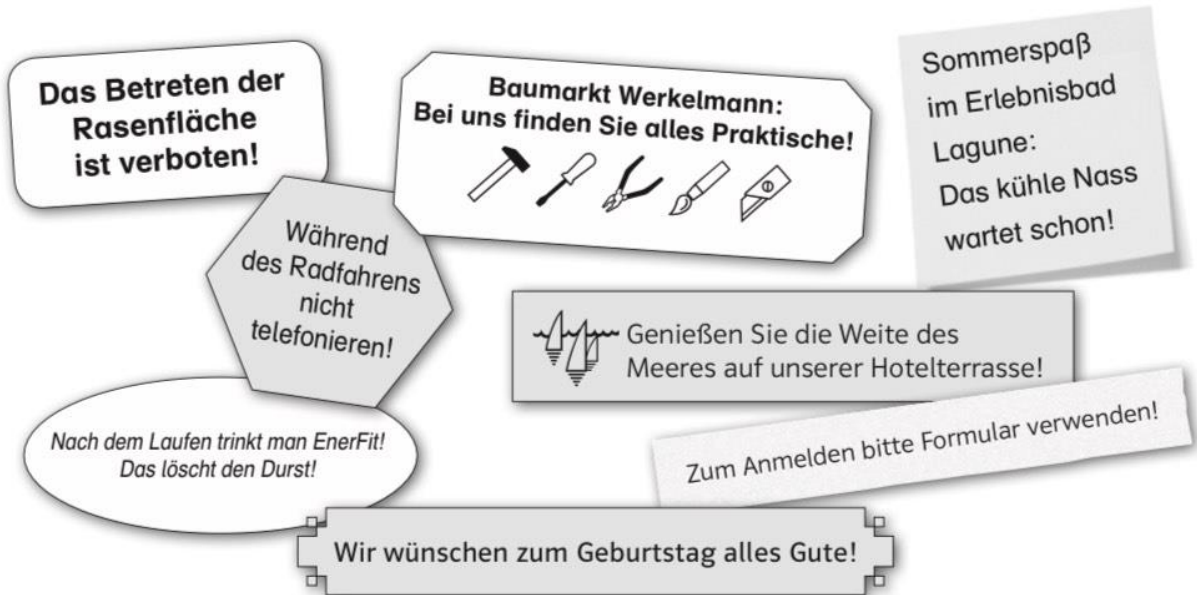 Das Betreten der
Rasenfläche
ist verboten!
Baumarkt Werkelmann:
Bei uns finden Sie alles Praktische!
Sommerspaß
im Erlebnisbad
Lagune:
Das kühle Nass
wartet schon!
Während
des Radfahrens
nicht
telefonieren!
Genießen Sie die Weite des
Meeres auf unserer Hotelterrasse!
Nach dem Laufen trinkt man EnerFit!
Das löscht den Durst!
Zum Anmelden bitte Formular verwenden!
Wir wünschen zum Geburtstag alles Gute!